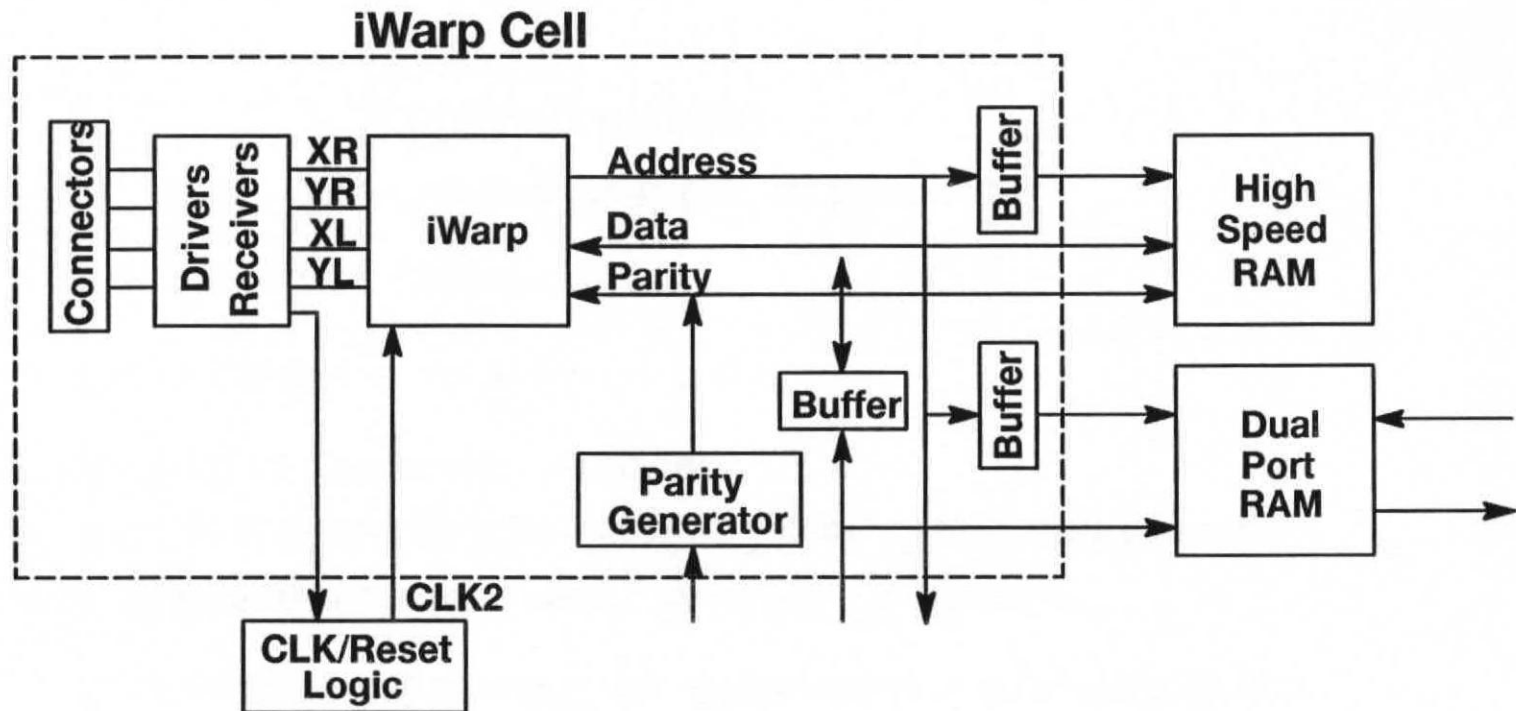 iWarp Cell
Connectors
Drivers
Receivers
XR
YR
XL
YL
iWarp
Address
Data
Parity
Buffer
High
Speed
RAM
Buffer
Buffer
Parity
Generator
Dual
Port
RAM
CLK2
CLK/Reset
Logic